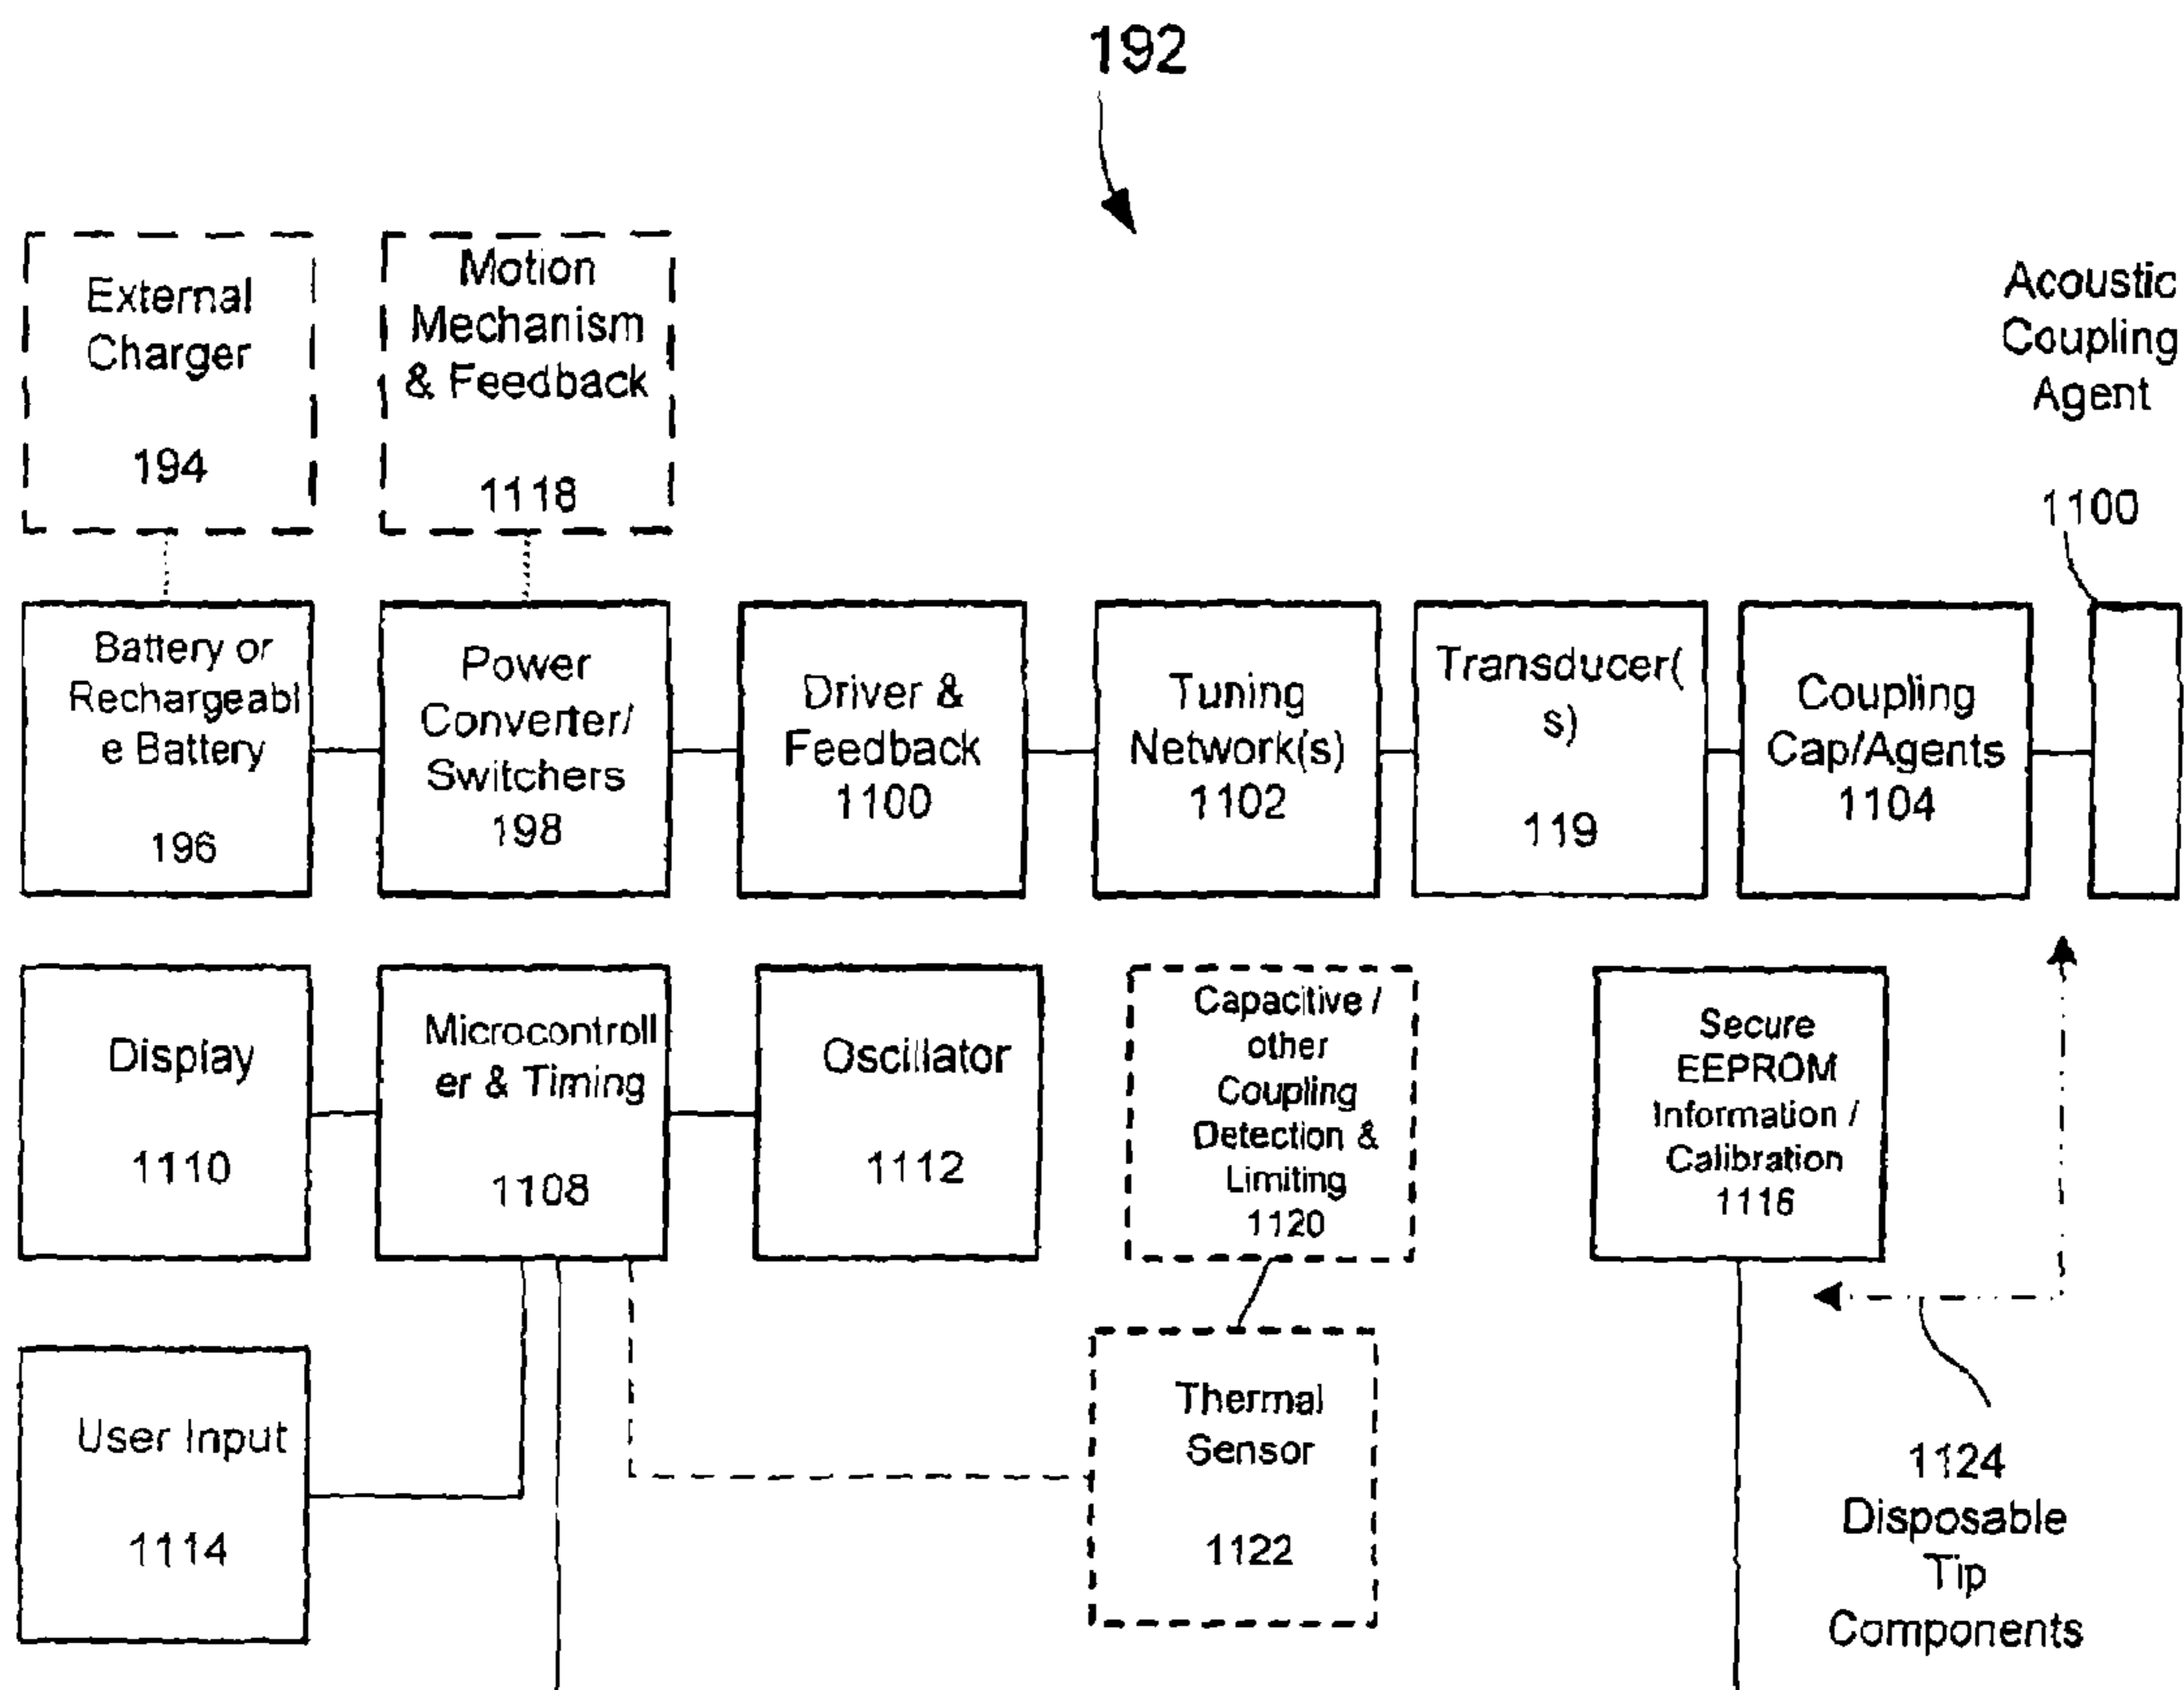 192
External
Charger
194
Motion
Mechanism
& Feedback
1118
Acoustic
Coupling
Agent
1100
Battery or
Rechargeabl
e Battery
196
Power
Converter/
Switchers
198
Driver &
Feedback
1100
Tuning
Network(s)
1102
Transducer(
s)
119
Coupling
Cap/Agents
1104
Display
1110
Microcontroll
er & Timing
1108
Oscillator
1112
Capacitive /
other
Coupling
Detection &
Limiting
1120
Secure
EEPROM
Information /
Calibration
1116
User Input
1114
Thermal
Sensor
1122
1124
Disposable
Tip
Components